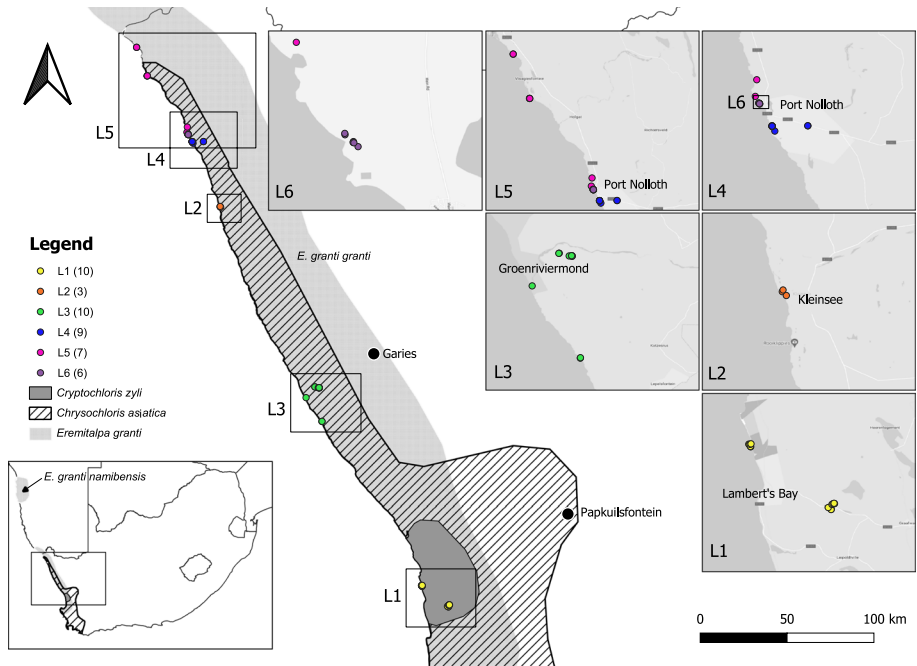 L5
L4
L2
L6
L5
Port Nolloth
L6
Port Nolloth
L4
Legend
L1 (10)
L2 (3)
L3 (10)
L4 (9)
L5 (7)
L6 (6)
Cryptochloris zyli
Chrysochloris asiatica
Eremitalpa granti
E. granti granti
Garies
L3
Groenriviermond
L3
Kleinsee
L2
E. granti namibensis
Papkuilsfontein
L1
Lambert's Bay
L1
0
50
100 km